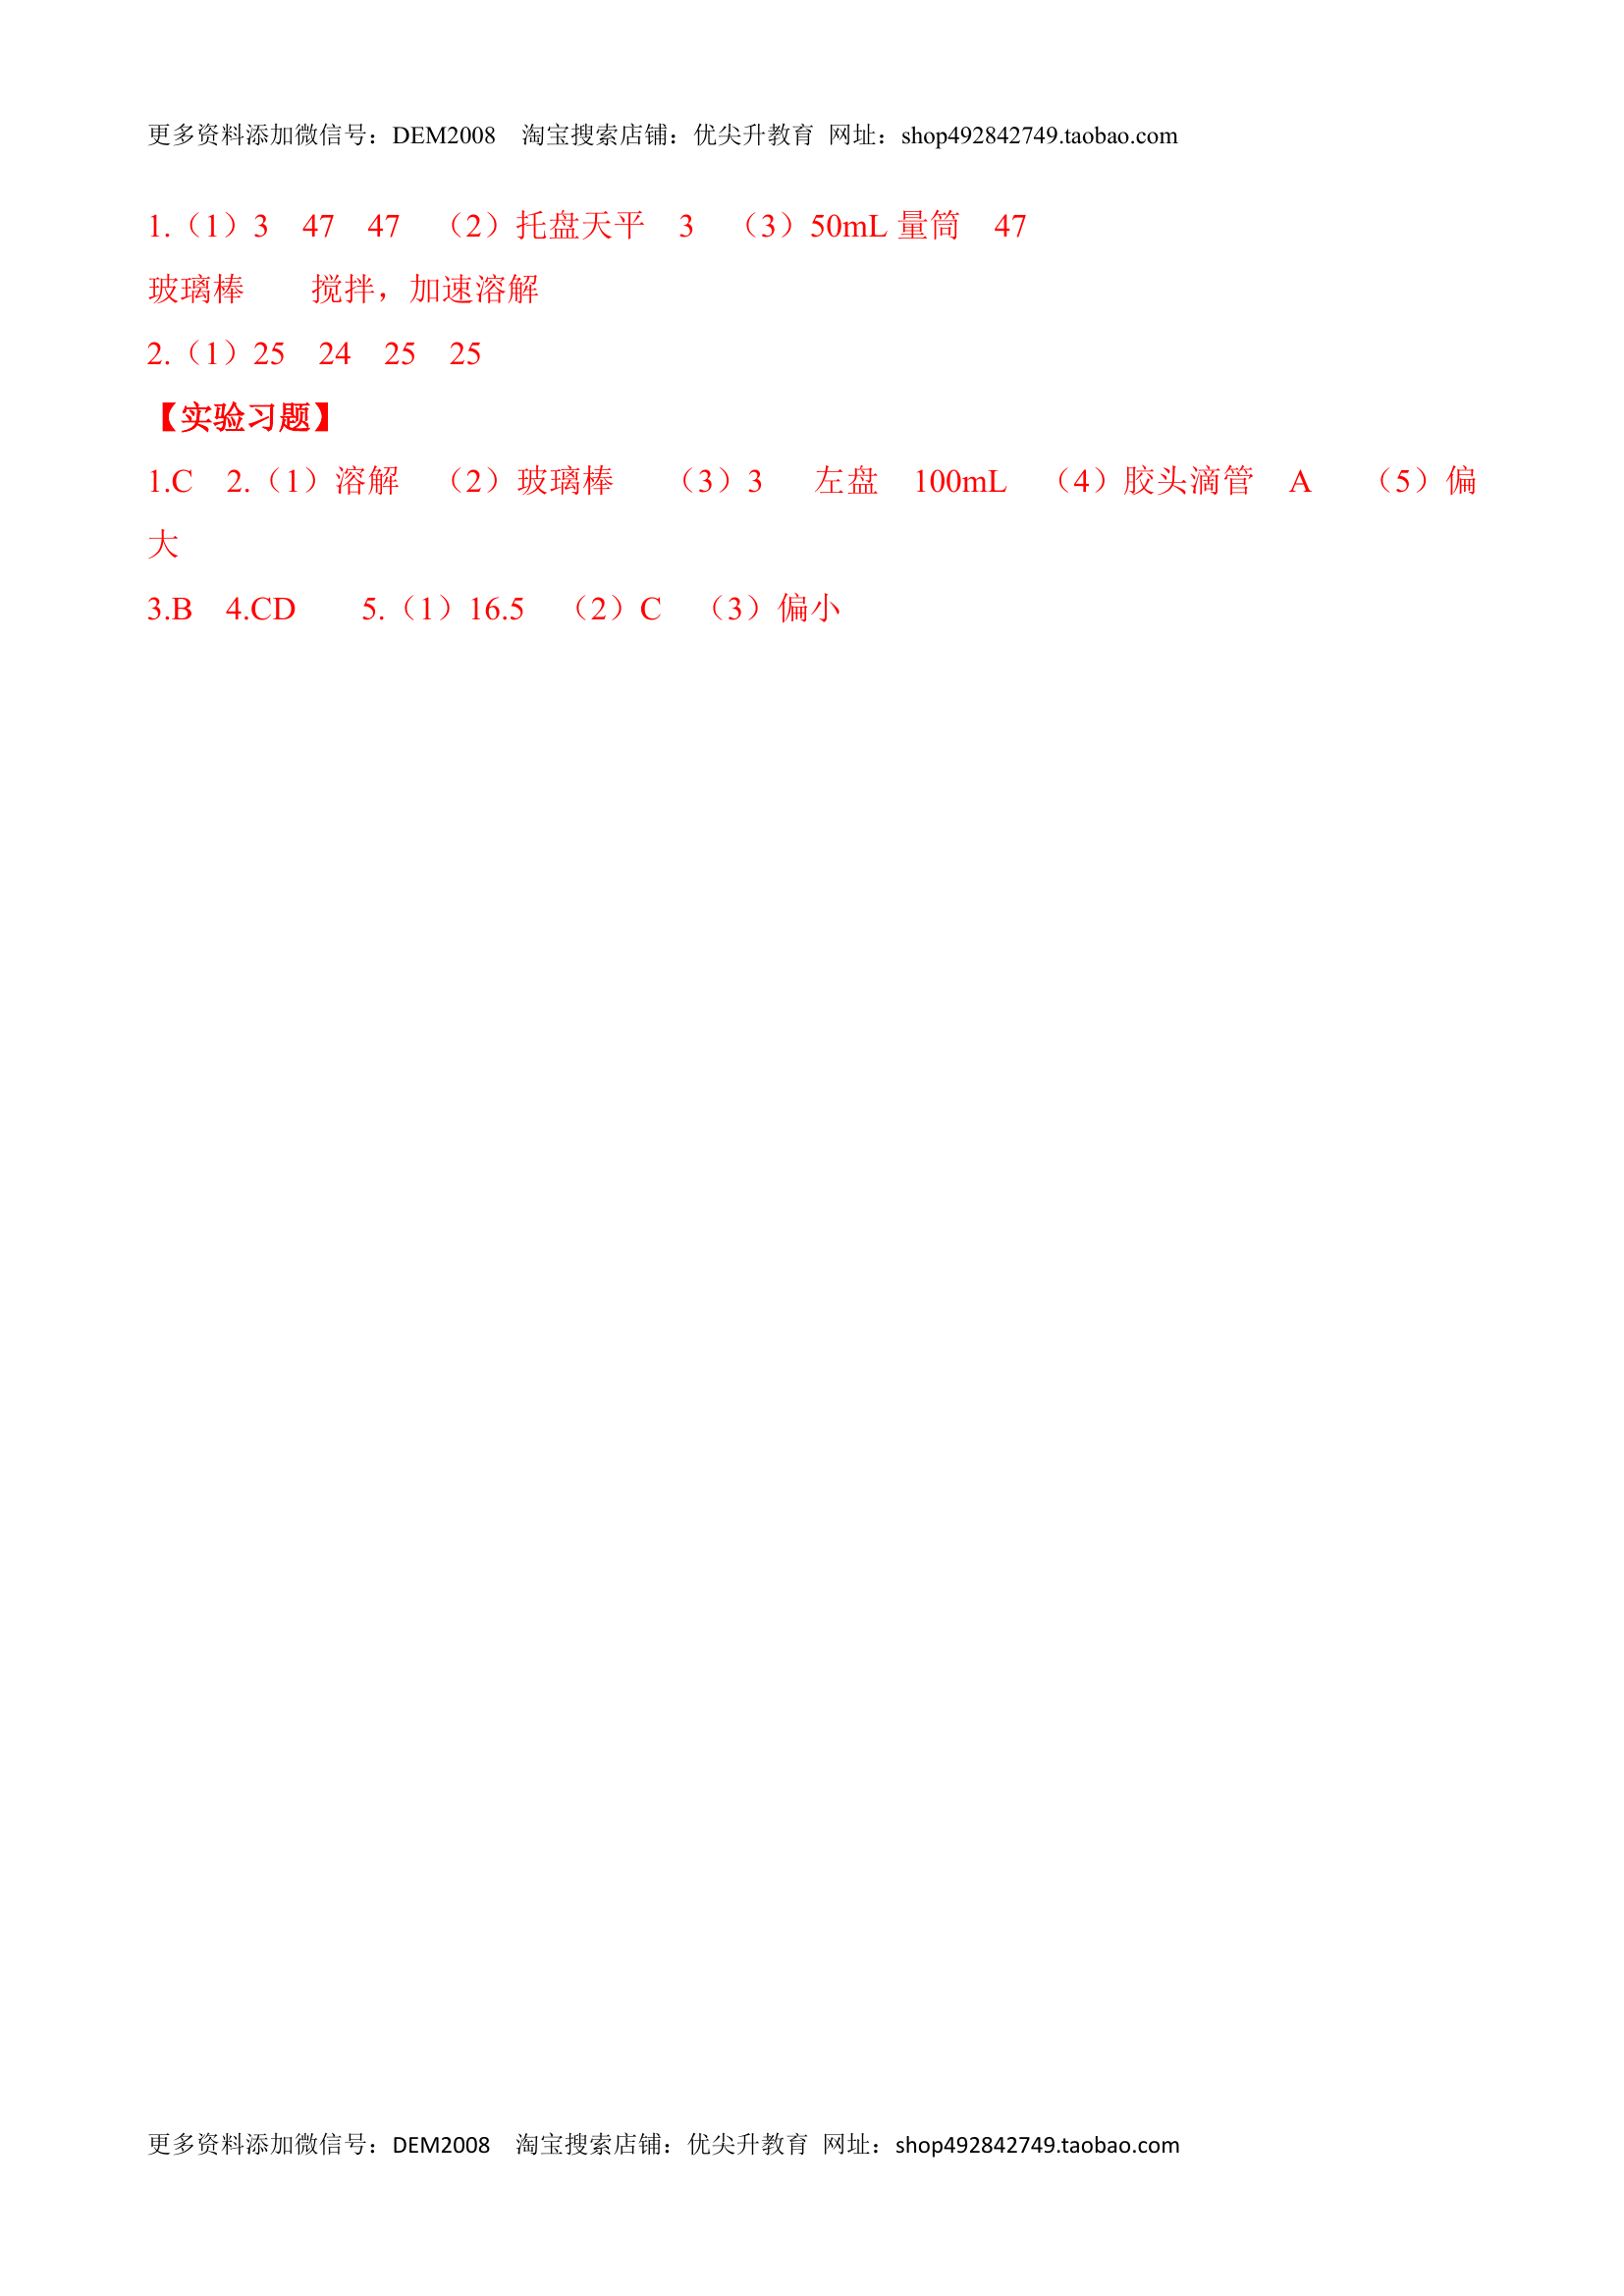 更多资料添加微信号：DEM2008 淘宝搜索店铺：优尖升教育 网址：shop492842749.taobao.com
1.（1）3 47 47 （2）托盘天平 3 （3）50mL 量筒 47
玻璃棒 搅拌，加速溶解
2.（1）25 24 25 25
【实验习题】
1.C 2.（1）溶解 （2）玻璃棒 （3）3 左盘 100mL （4）胶头滴管 A （5）偏
大
3.B 4.CD 5.（1）16.5 （2）C （3）偏小
更多资料添加微信号：DEM2008 淘宝搜索店铺：优尖升教育 网址：shop492842749.taobao.com